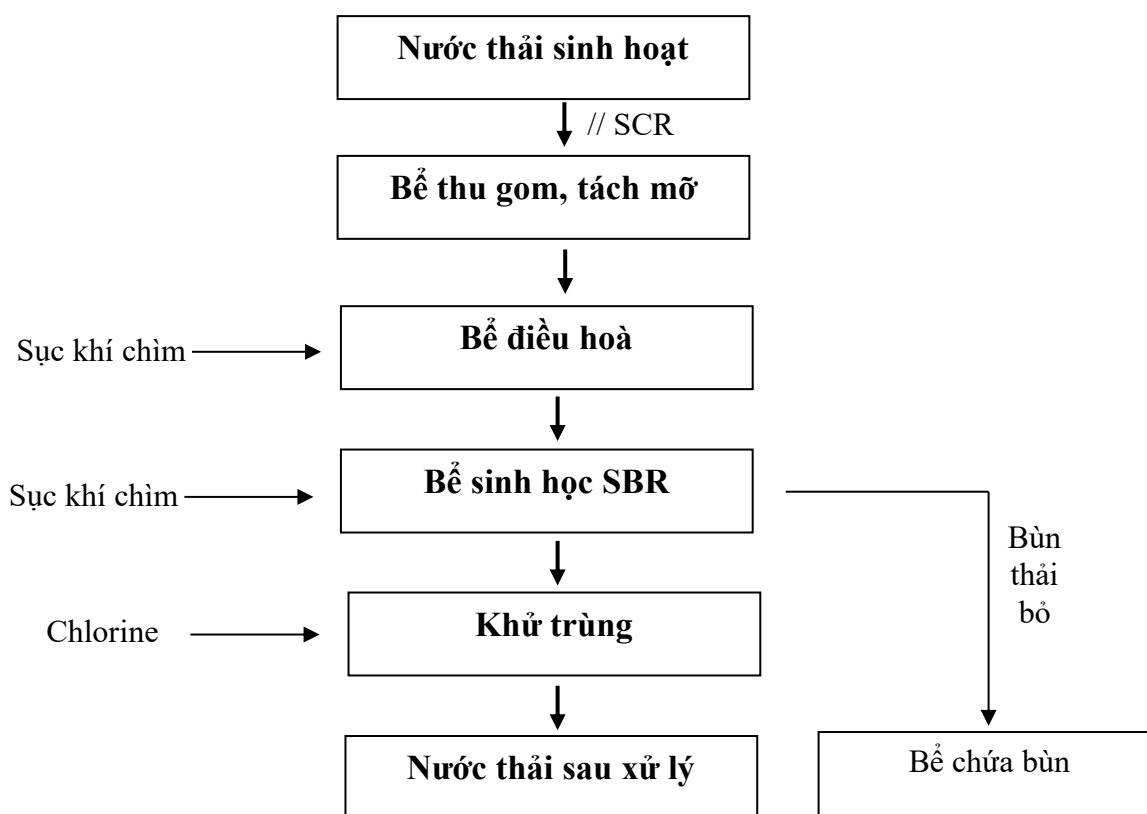 Nước thải sinh hoạt
// SCR
Bể thu gom, tách mỡ
Bể điều hoà
Sục khí chìm
Bể sinh học SBR
Sục khí chìm
Bùn
thải
bỏ
Khử trùng
Chlorine
Nước thải sau xử lý
Bể chứa bùn